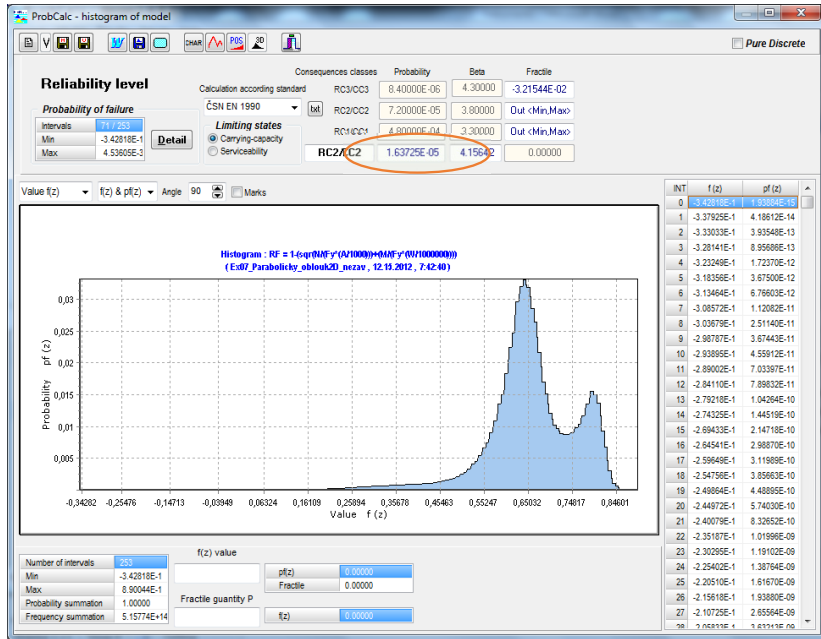 ProbCalc - histogram of model
V CHAR POS 3D Pure Discrete
Consequences classes Probability Beta Fractile
Reliability level Calculation according standard RC3/CC3 8.40000E-06 4.30000 -3.21544E-02
Probability of failure ČSN EN 1990 txt RC2/CC2 7.20000E-05 3.80000 Out <Min,Max>
Intervals 71 / 253 Limiting states RC1/CC1 4.80000E-04 3.30000 Out <Min,Max>
Min -3.42818E-1 Detail Carrying-capacity
Max 4.53605E-3 Serviceability RC2/CC2 1.63725E-05 4.15642 0.00000
Value f(z) f(z) & pf(z) Angle 90 Marks
INT f (z) pf (z)
0 -3.42818E-1 1.93884E-15
1 -3.37925E-1 4.18612E-14
2 -3.33033E-1 3.93548E-13
3 -3.28141E-1 8.95686E-13
4 -3.23249E-1 1.72370E-12
5 -3.18356E-1 3.67500E-12
6 -3.13464E-1 6.76603E-12
7 -3.08572E-1 1.12082E-11
8 -3.03679E-1 2.51140E-11
9 -2.98787E-1 3.67443E-11
10 -2.93895E-1 4.55912E-11
11 -2.89002E-1 7.03397E-11
12 -2.84110E-1 7.89832E-11
13 -2.79218E-1 1.04264E-10
14 -2.74325E-1 1.44519E-10
15 -2.69433E-1 2.14718E-10
16 -2.64541E-1 2.98870E-10
17 -2.59649E-1 3.11989E-10
18 -2.54756E-1 3.85663E-10
19 -2.49864E-1 4.48895E-10
20 -2.44972E-1 5.74030E-10
21 -2.40079E-1 8.32652E-10
22 -2.35187E-1 1.01996E-09
23 -2.30295E-1 1.19102E-09
24 -2.25402E-1 1.38764E-09
25 -2.20510E-1 1.61670E-09
26 -2.15618E-1 1.93880E-09
27 -2.10725E-1 2.65564E-09
28 -2.05833E-1 3.63213E-09
Histogram : RF = 1-(sqr(N/(Fy*(A/1000)))+(M/(Fy*(W/1000000))))
( Ex07_Parabolicky_oblouk2D_nezav , 12.11.2012 , 7:42:40 )
Probability pf (z)
0,03
0,025
0,02
0,015
0,01
0,005
-0,34282 -0,25476 -0,14713 -0,03949 0,06324 0,16109 0,25894 0,35678 0,45463 0,55247 0,65032 0,74817 0,84601
Value f (z)
Number of intervals 253
Min -3.42818E-1
Max 8.90044E-1
Probability summation 1.00000
Frequency summation 5.15774E+14
f(z) value
pf(z) 0.00000
Fractile 0.00000
Fractile guantity P
f(z) 0.00000